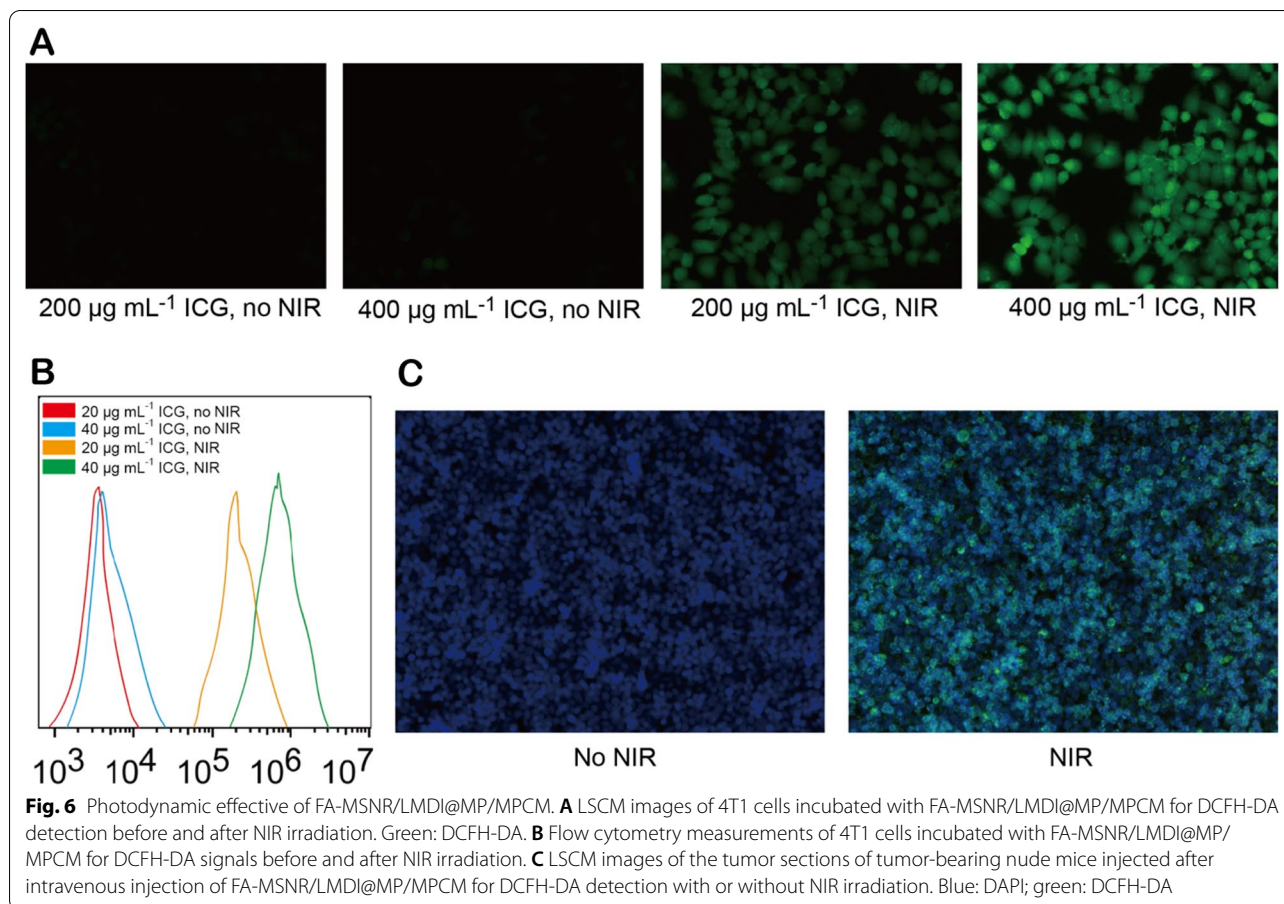 A
200 µg mL⁻¹ ICG, no NIR
400 µg mL⁻¹ ICG, no NIR
200 µg mL⁻¹ ICG, NIR
400 µg mL⁻¹ ICG, NIR
B
20 µg mL⁻¹ ICG, no NIR
40 µg mL⁻¹ ICG, no NIR
20 µg mL⁻¹ ICG, NIR
40 µg mL⁻¹ ICG, NIR
10³ 10⁴ 10⁵ 10⁶ 10⁷
C
No NIR
NIR
Fig. 6 Photodynamic effective of FA-MSNR/LMDI@MP/MPCM. A LSCM images of 4T1 cells incubated with FA-MSNR/LMDI@MP/MPCM for DCFH-DA
detection before and after NIR irradiation. Green: DCFH-DA. B Flow cytometry measurements of 4T1 cells incubated with FA-MSNR/LMDI@MP/
MPCM for DCFH-DA signals before and after NIR irradiation. C LSCM images of the tumor sections of tumor-bearing nude mice injected after
intravenous injection of FA-MSNR/LMDI@MP/MPCM for DCFH-DA detection with or without NIR irradiation. Blue: DAPI; green: DCFH-DA